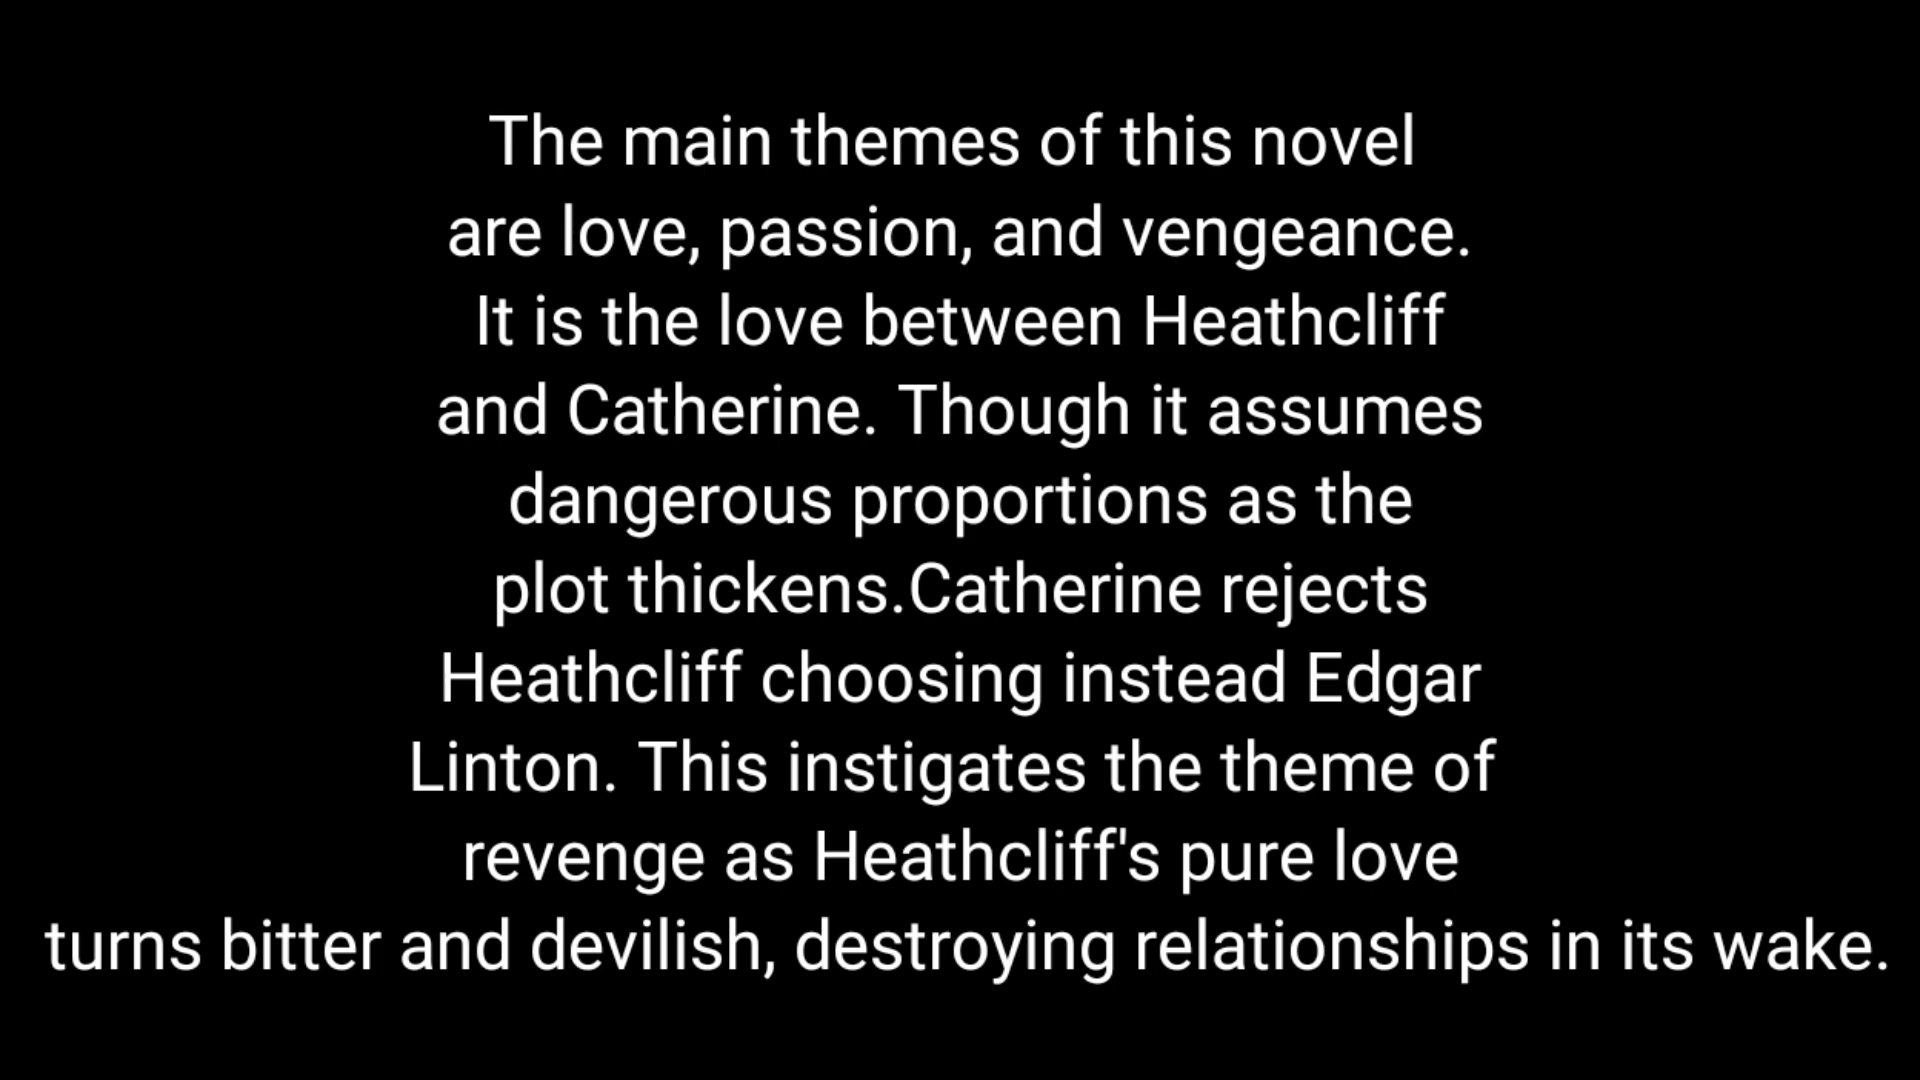 The main themes of this novel
are love, passion, and vengeance.
It is the love between Heathcliff
and Catherine. Though it assumes
dangerous proportions as the
plot thickens.Catherine rejects
Heathcliff choosing instead Edgar
Linton. This instigates the theme of
revenge as Heathcliff's pure love
turns bitter and devilish, destroying relationships in its wake.